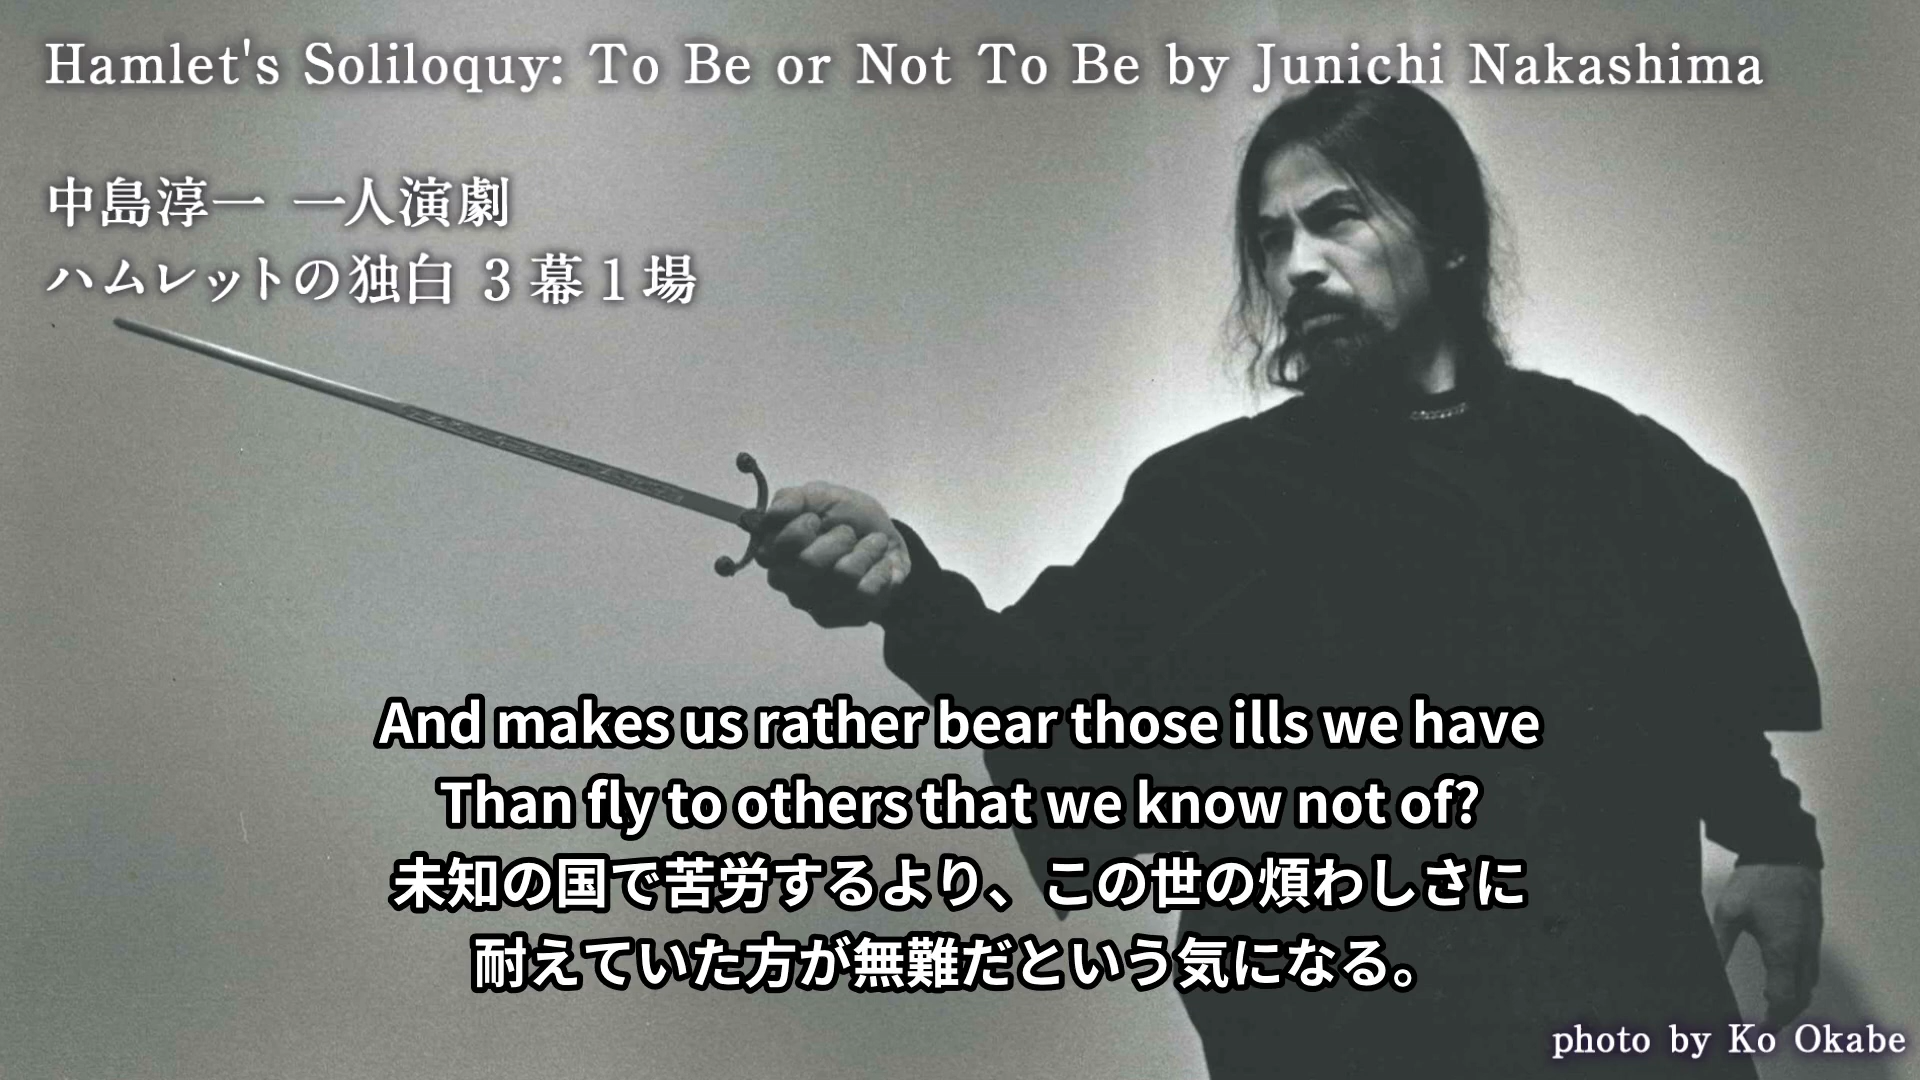 Hamlet's Soliloquy: To Be or Not To Be by Junichi Nakashima
中島淳一 一人演劇
ハムレットの独白 3幕1場
And makes us rather bear those ills we have
Than fly to others that we know not of?
未知の国で苦労するより、この世の煩わしさに
耐えていた方が無難だという気になる。
photo by Ko Okabe